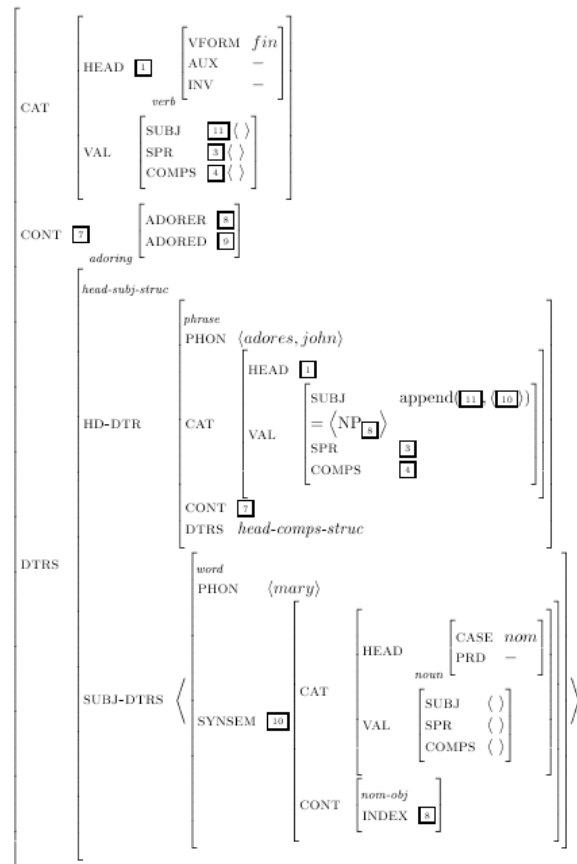 VFORM fin
HEAD 1 AUX −
INV −
verb
CAT
SUBJ 11 ⟨ ⟩
VAL SPR 3 ⟨ ⟩
COMPS 4 ⟨ ⟩
ADORER 8
CONT 7
ADORED 9
adoring
head-subj-struc
phrase
PHON ⟨adores, john⟩
HEAD 1
SUBJ append(11, ⟨10⟩)
HD-DTR CAT = ⟨NP8⟩
VAL
SPR 3
COMPS 4
CONT 7
DTRS head-comps-struc
DTRS
word
PHON ⟨mary⟩
CASE nom
HEAD
PRD −
noun
CAT
SUBJ ⟨ ⟩
SUBJ-DTRS SYNSEM 10 VAL SPR ⟨ ⟩
COMPS ⟨ ⟩
nom-obj
CONT
INDEX 8